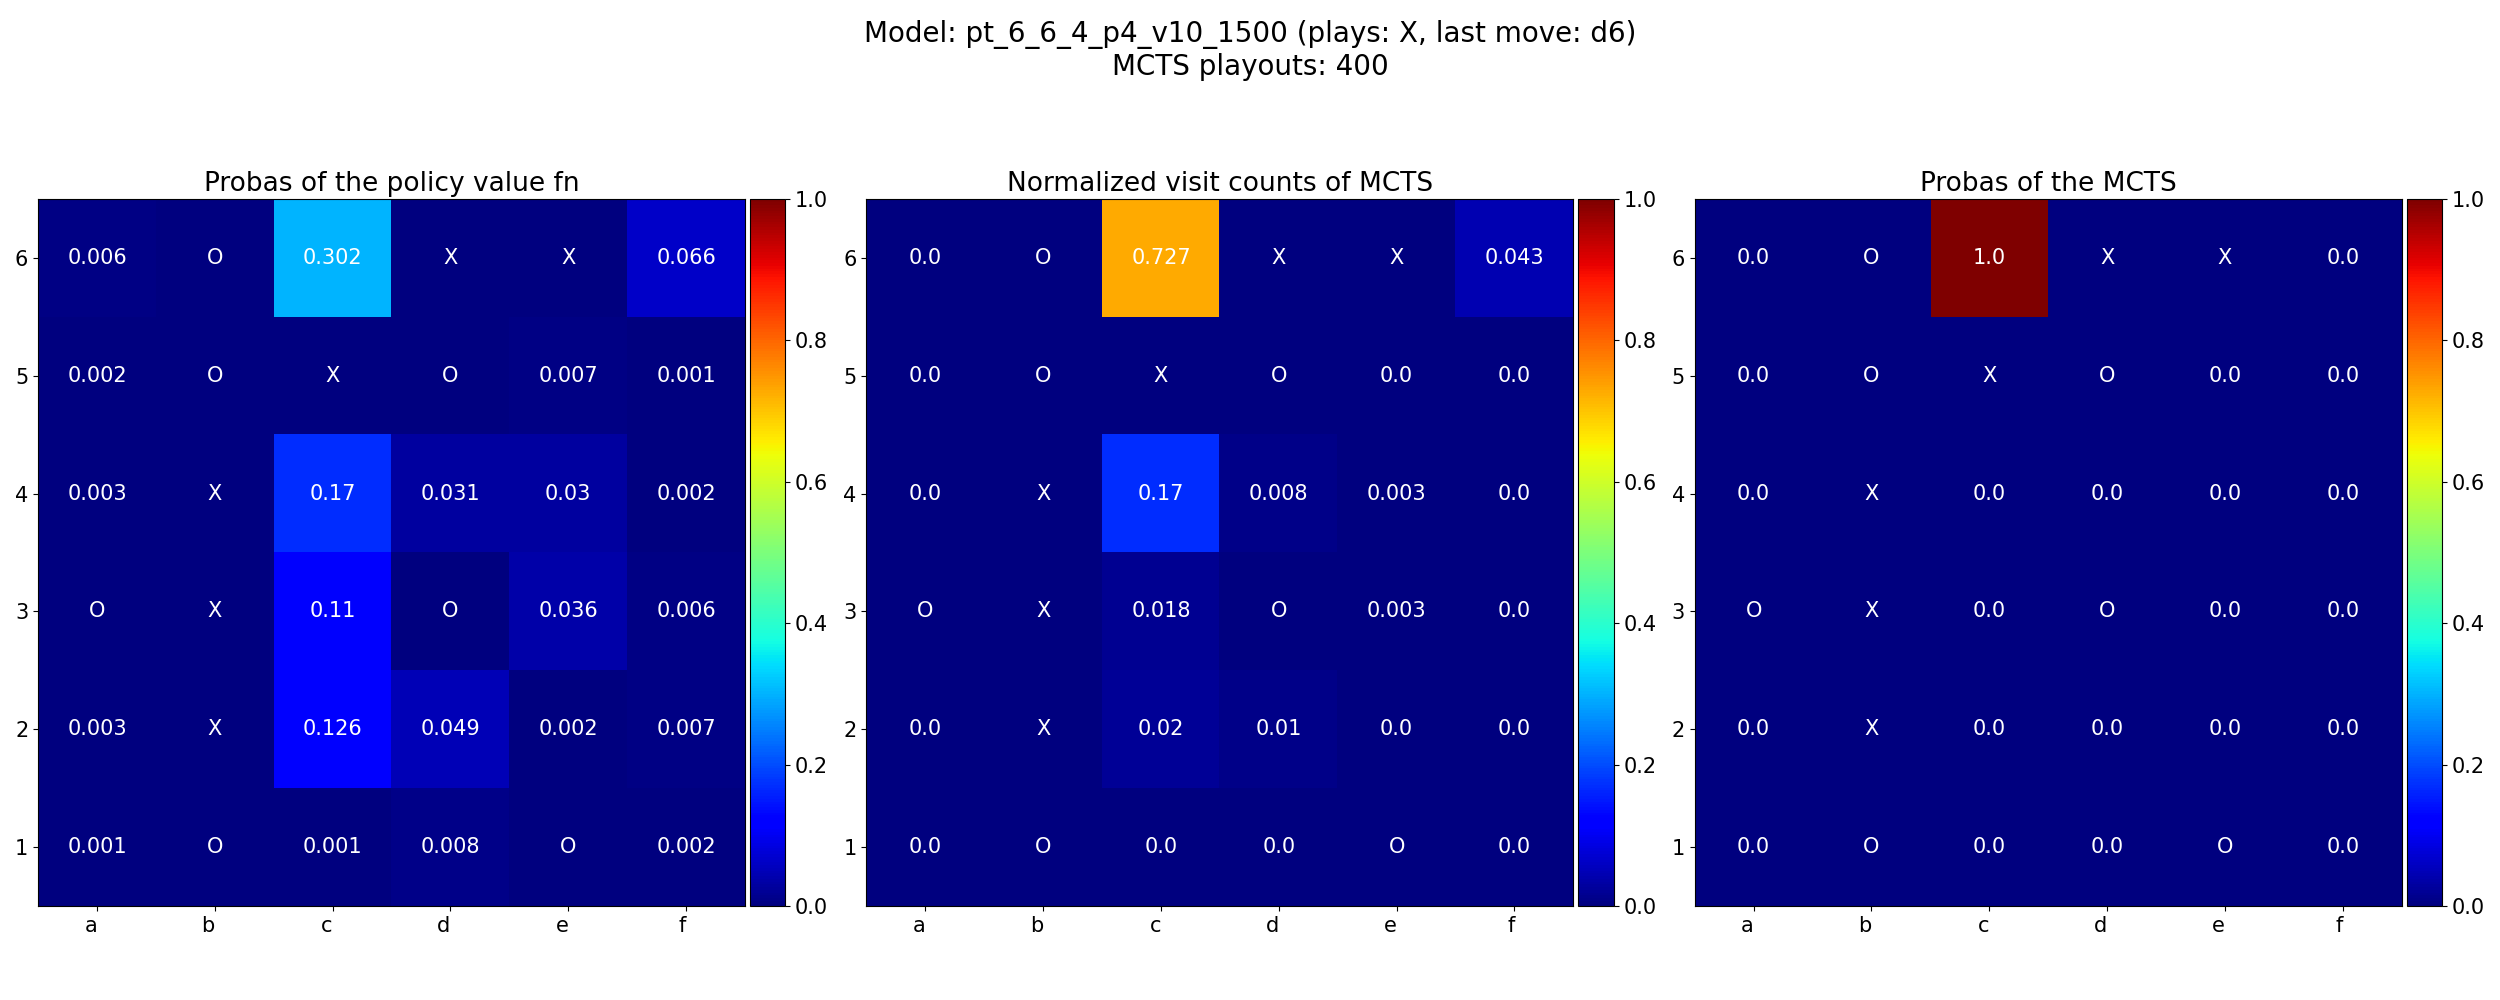 Model: pt_6_6_4_p4_v10_1500 (plays: X, last move: d6)
MCTS playouts: 400
Probas of the policy value fn
6 0.006 O 0.302 X X 0.066
5 0.002 O X O 0.007 0.001
4 0.003 X 0.17 0.031 0.03 0.002
3 O X 0.11 O 0.036 0.006
2 0.003 X 0.126 0.049 0.002 0.007
1 0.001 O 0.001 0.008 O 0.002
a b c d e f
1.0
0.8
0.6
0.4
0.2
0.0
Normalized visit counts of MCTS
6 0.0 O 0.727 X X 0.043
5 0.0 O X O 0.0 0.0
4 0.0 X 0.17 0.008 0.003 0.0
3 O X 0.018 O 0.003 0.0
2 0.0 X 0.02 0.01 0.0 0.0
1 0.0 O 0.0 0.0 O 0.0
a b c d e f
1.0
0.8
0.6
0.4
0.2
0.0
Probas of the MCTS
6 0.0 O 1.0 X X 0.0
5 0.0 O X O 0.0 0.0
4 0.0 X 0.0 0.0 0.0 0.0
3 O X 0.0 O 0.0 0.0
2 0.0 X 0.0 0.0 0.0 0.0
1 0.0 O 0.0 0.0 O 0.0
a b c d e f
1.0
0.8
0.6
0.4
0.2
0.0